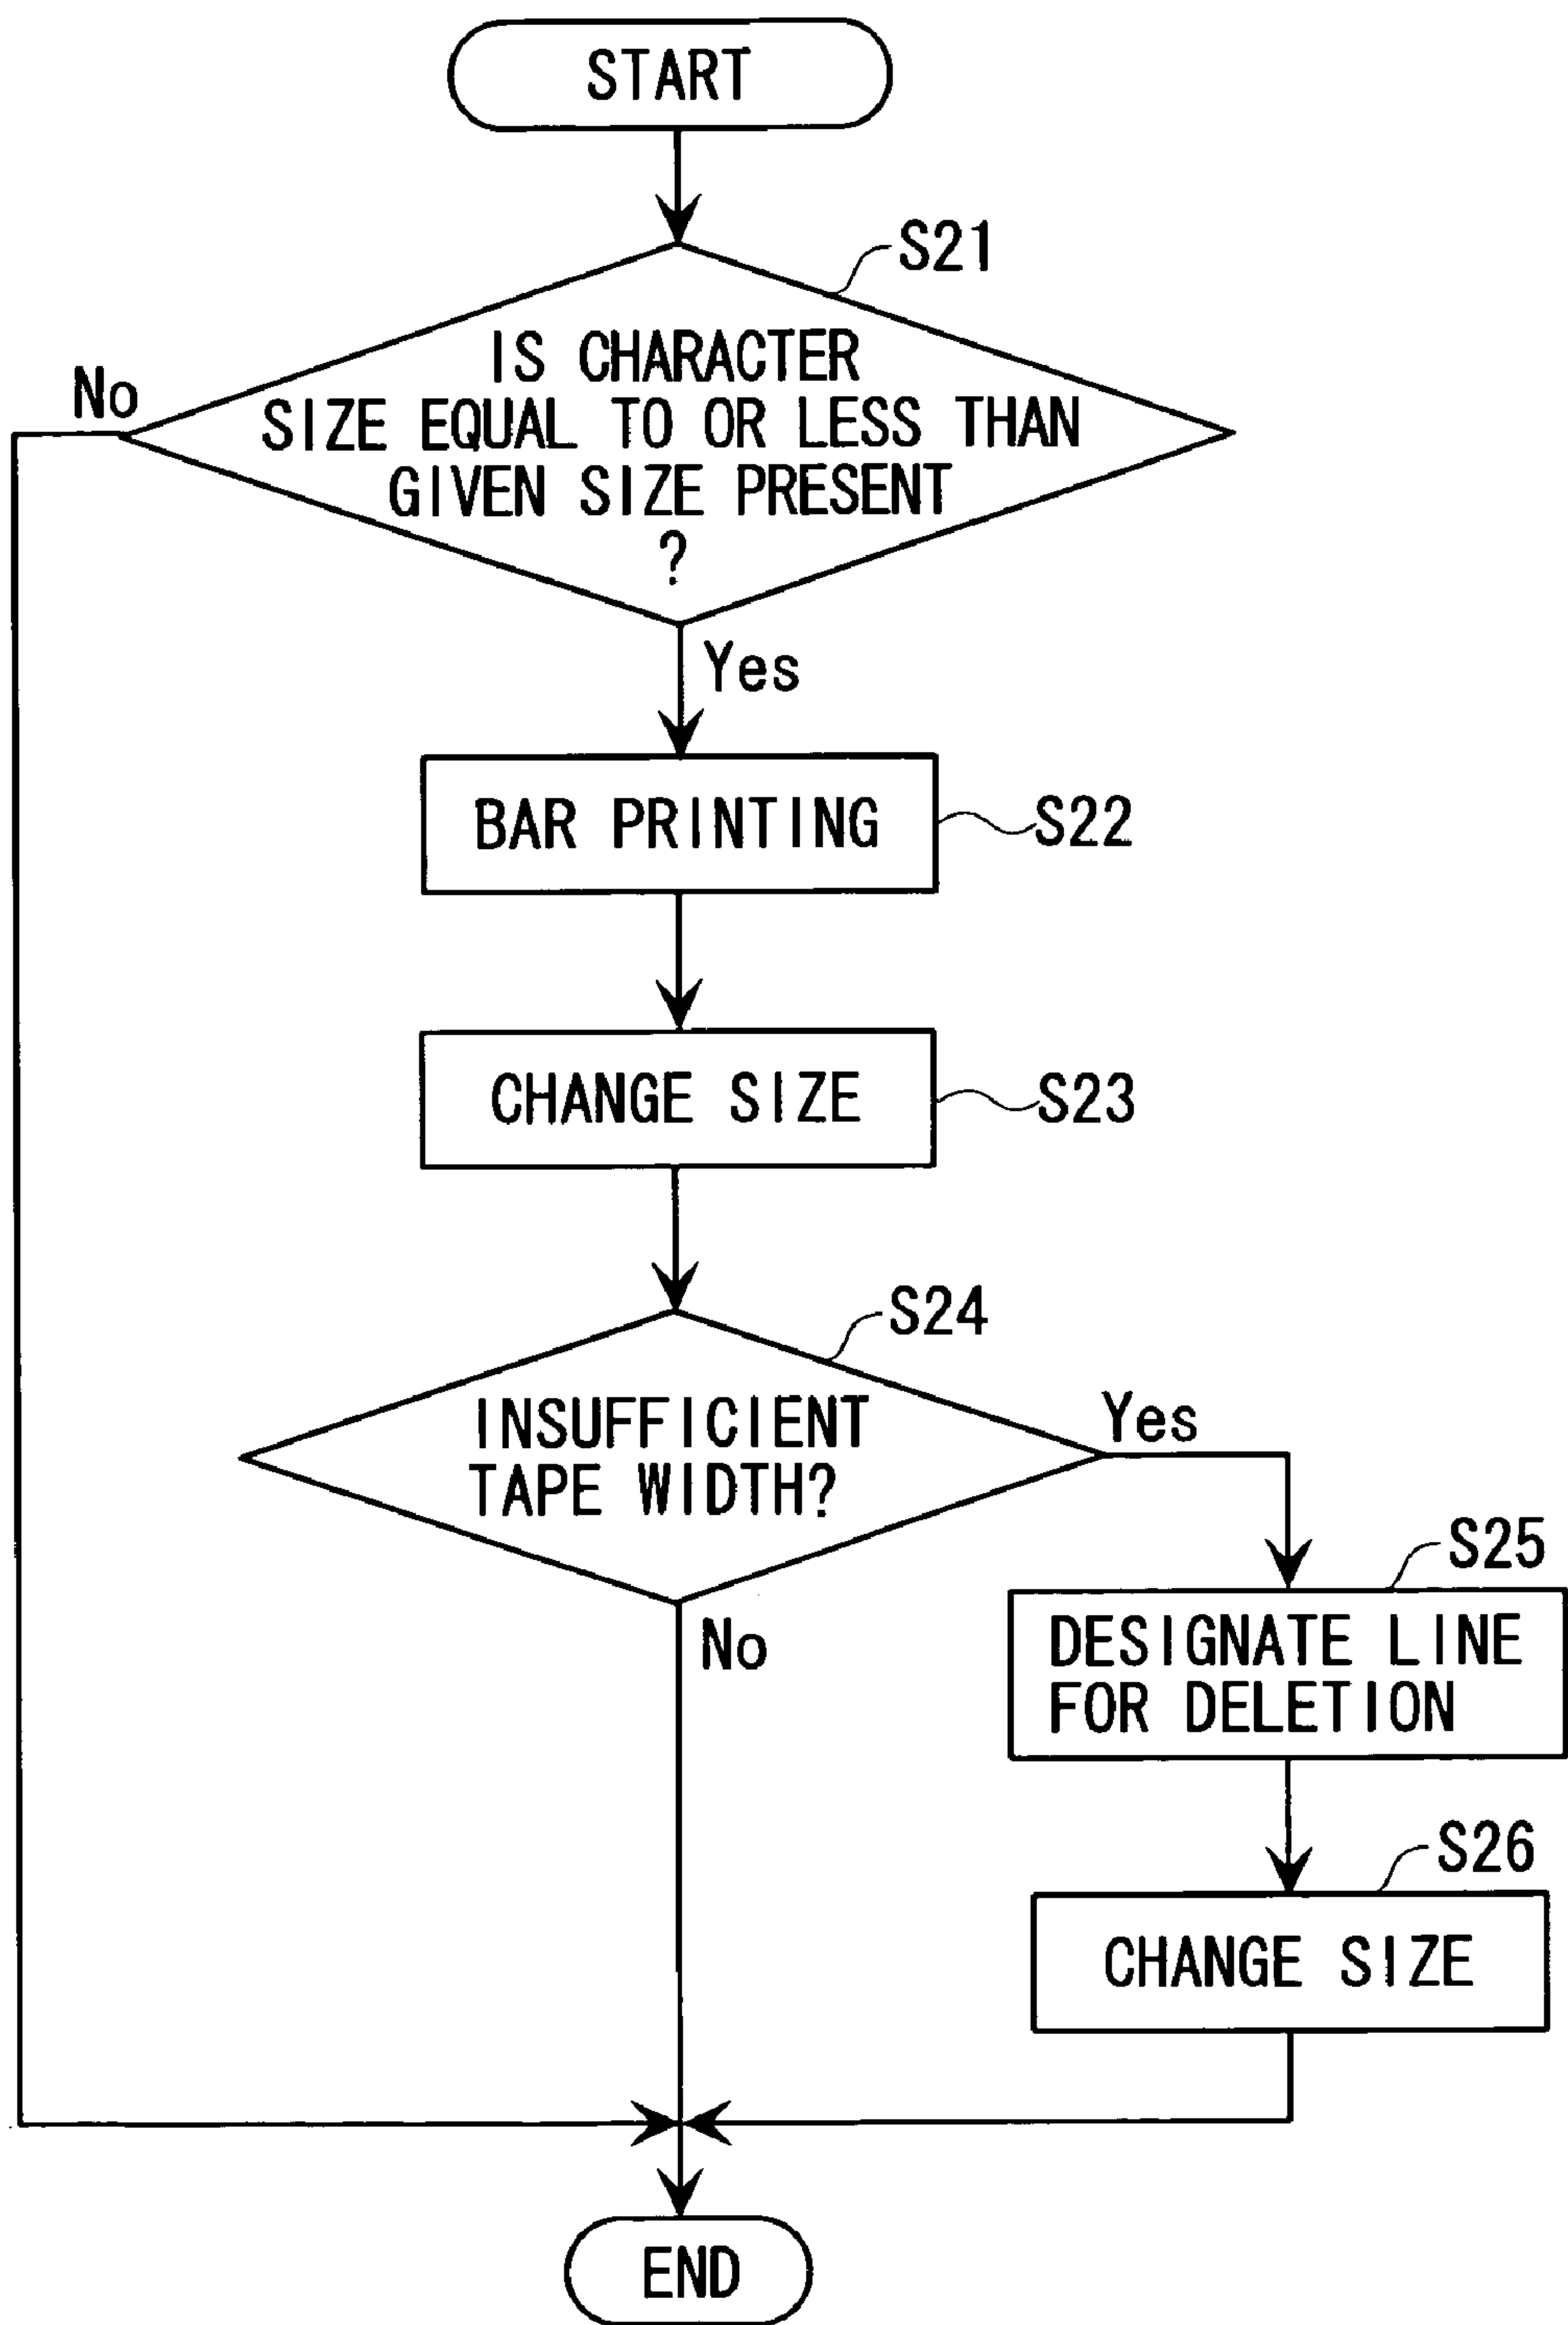 START
S21
IS CHARACTER
No
SIZE EQUAL TO OR LESS THAN
GIVEN SIZE PRESENT
?
Yes
BAR PRINTING
S22
CHANGE SIZE
S23
S24
INSUFFICIENT
TAPE WIDTH?
Yes
No
S25
DESIGNATE LINE
FOR DELETION
S26
CHANGE SIZE
END